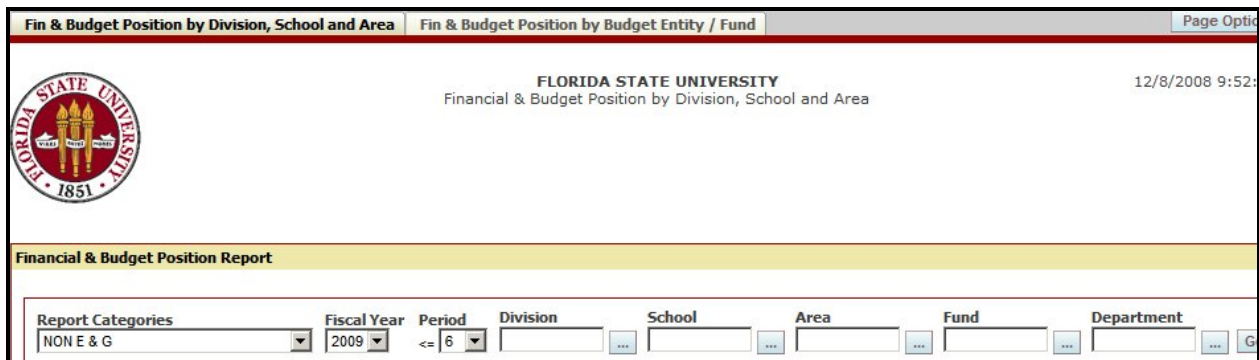 Fin & Budget Position by Division, School and Area Fin & Budget Position by Budget Entity / Fund Page Optio
FLORIDA STATE UNIVERSITY 12/8/2008 9:52:
Financial & Budget Position by Division, School and Area
FLORIDA STATE UNIVERSITY
VIRES ARTES MORES
1851
Financial & Budget Position Report
Report Categories Fiscal Year Period Division School Area Fund Department
NON E & G 2009 <= 6 ... ... ... ... ... G